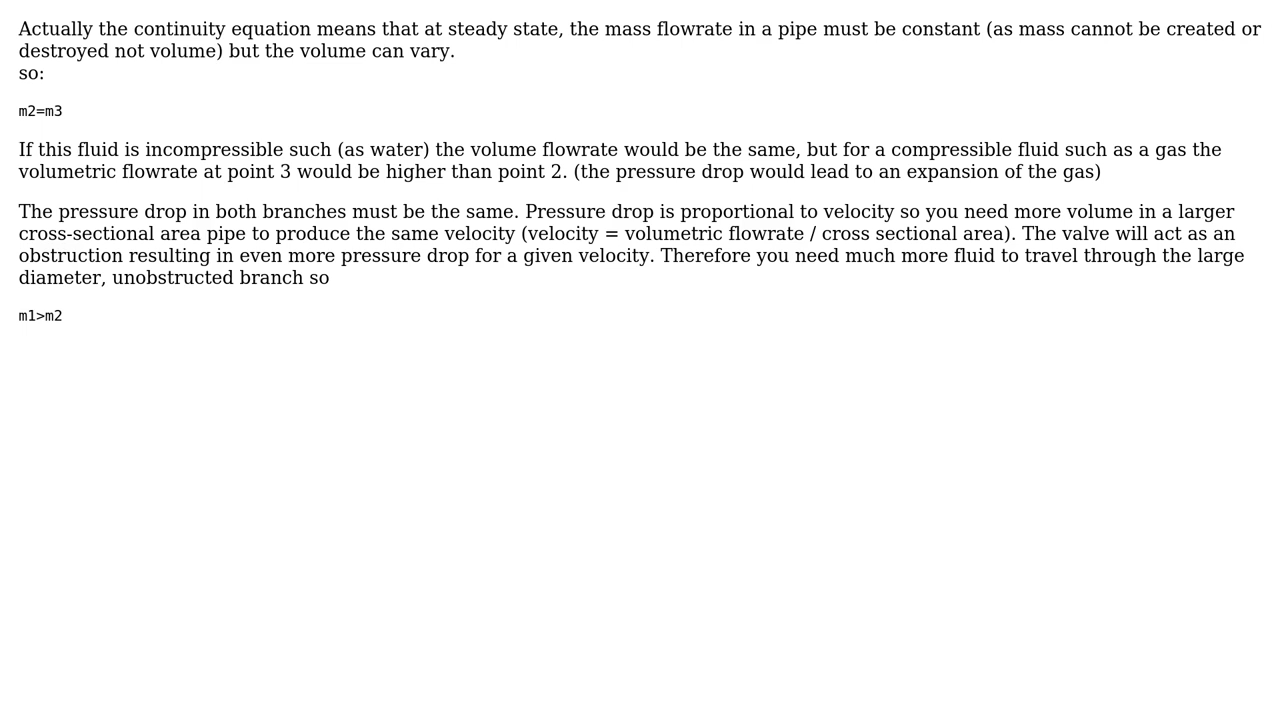 Actually the continuity equation means that at steady state, the mass flowrate in a pipe must be constant (as mass cannot be created or
destroyed not volume) but the volume can vary.
so:
m2=m3
If this fluid is incompressible such (as water) the volume flowrate would be the same, but for a compressible fluid such as a gas the
volumetric flowrate at point 3 would be higher than point 2. (the pressure drop would lead to an expansion of the gas)
The pressure drop in both branches must be the same. Pressure drop is proportional to velocity so you need more volume in a larger
cross-sectional area pipe to produce the same velocity (velocity = volumetric flowrate / cross sectional area). The valve will act as an
obstruction resulting in even more pressure drop for a given velocity. Therefore you need much more fluid to travel through the large
diameter, unobstructed branch so
m1>m2